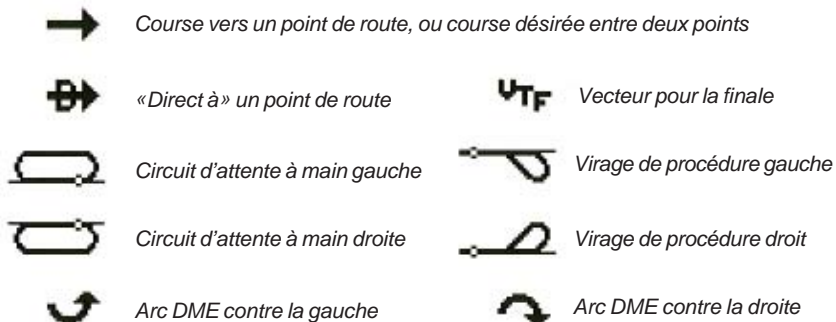 Course vers un point de route, ou course désirée entre deux points
«Direct à» un point de route
VTF Vecteur pour la finale
Circuit d'attente à main gauche
Virage de procédure gauche
Circuit d'attente à main droite
Virage de procédure droit
Arc DME contre la gauche
Arc DME contre la droite